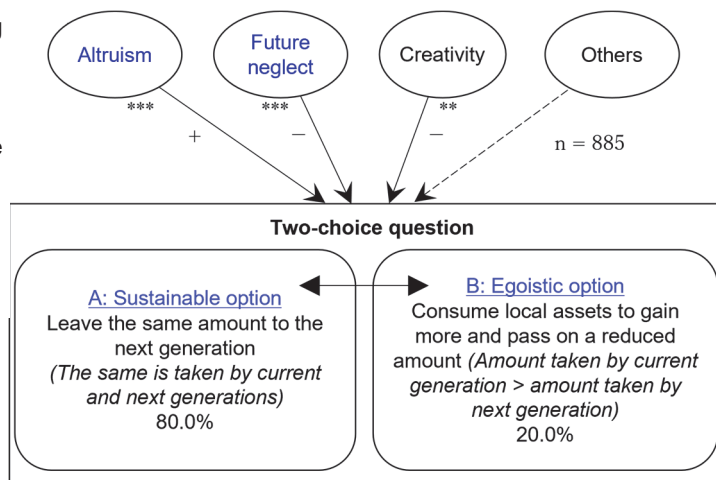 Altruism
Future
neglect
Creativity
Others
***
***
**
+
−
−
n = 885
Two-choice question
A: Sustainable option
Leave the same amount to the
next generation
(The same is taken by current
and next generations)
80.0%
B: Egoistic option
Consume local assets to gain
more and pass on a reduced
amount (Amount taken by current
generation > amount taken by
next generation)
20.0%